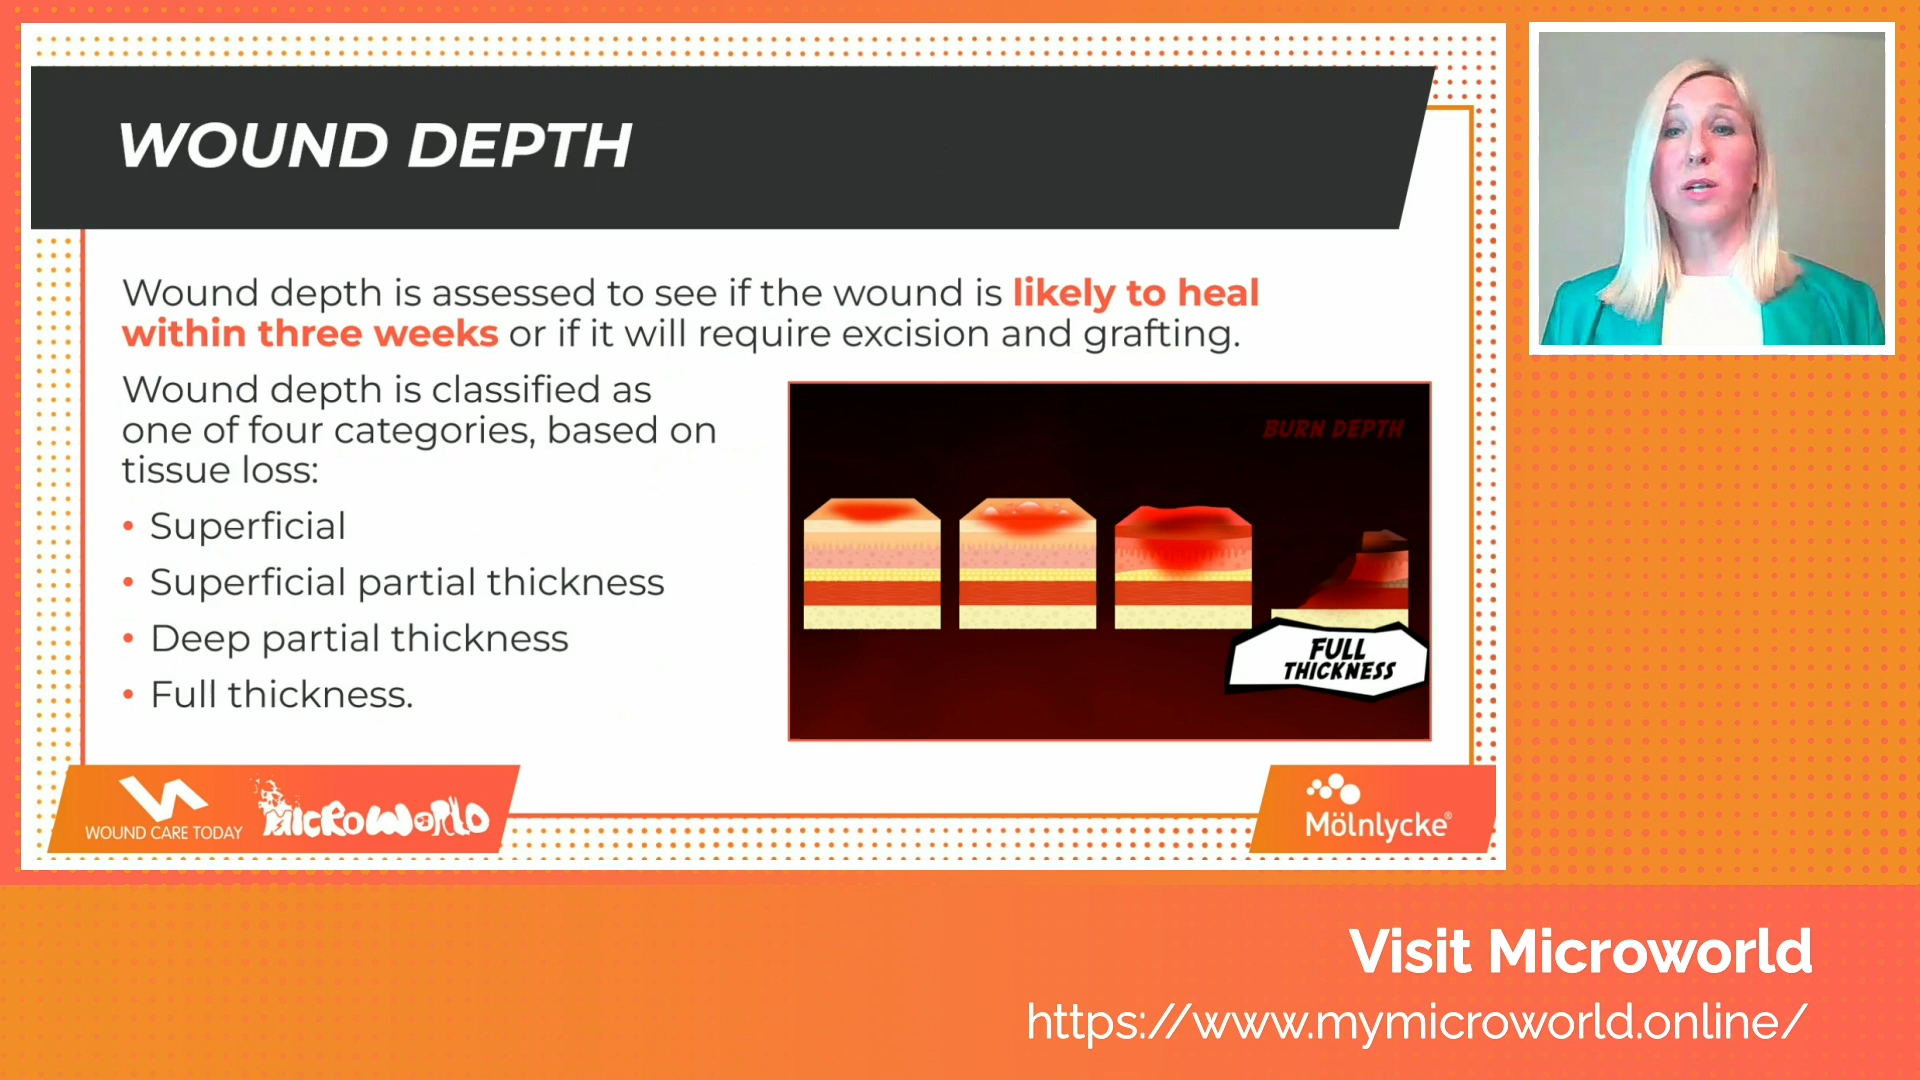 WOUND DEPTH
Wound depth is assessed to see if the wound is likely to heal
within three weeks or if it will require excision and grafting.
Wound depth is classified as
one of four categories, based on
tissue loss:
• Superficial
• Superficial partial thickness
• Deep partial thickness
• Full thickness.
BURN DEPTH
FULL
THICKNESS
WOUND CARE TODAY
MICROWORLD
Mölnlycke®
Visit Microworld
https://www.mymicroworld.online/